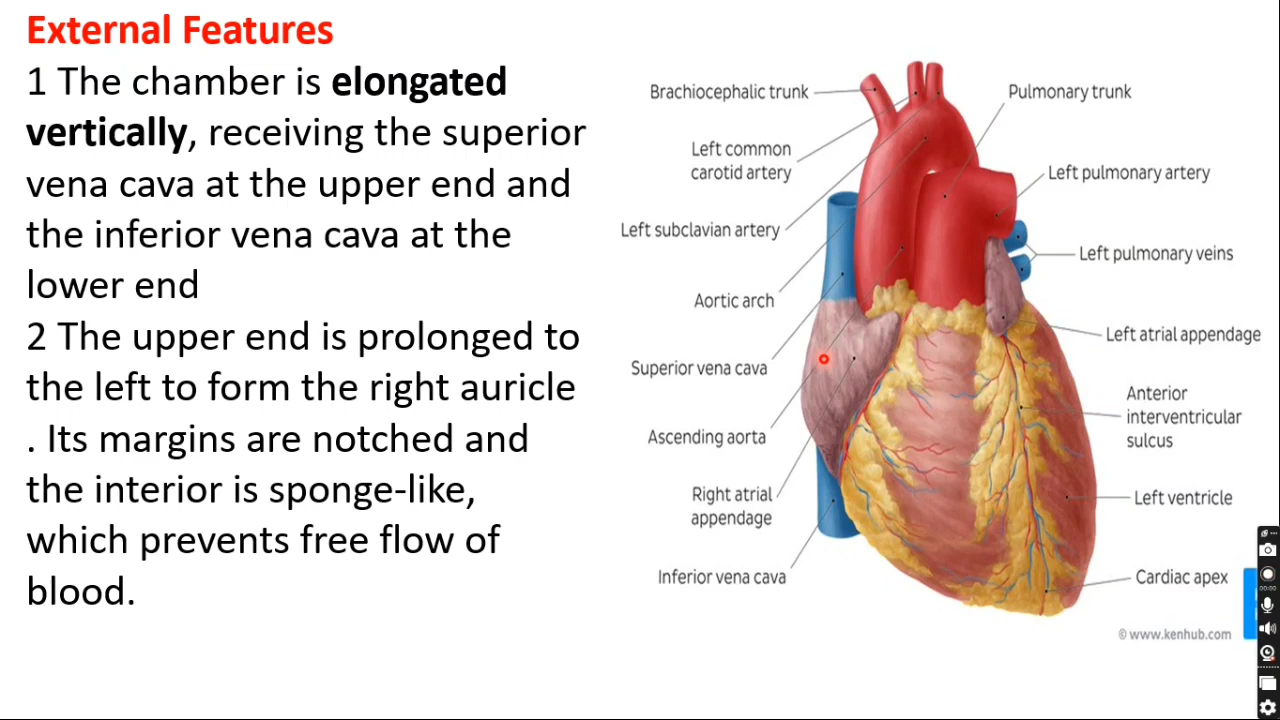 External Features
1 The chamber is elongated
vertically, receiving the superior
vena cava at the upper end and
the inferior vena cava at the
lower end
2 The upper end is prolonged to
the left to form the right auricle
. Its margins are notched and
the interior is sponge-like,
which prevents free flow of
blood.
Brachiocephalic trunk
Left common
carotid artery
Left subclavian artery
Aortic arch
Superior vena cava
Ascending aorta
Right atrial
appendage
Inferior vena cava
Pulmonary trunk
Left pulmonary artery
Left pulmonary veins
Left atrial appendage
Anterior
interventricular
sulcus
Left ventricle
Cardiac apex
© www.kenhub.com
00:00